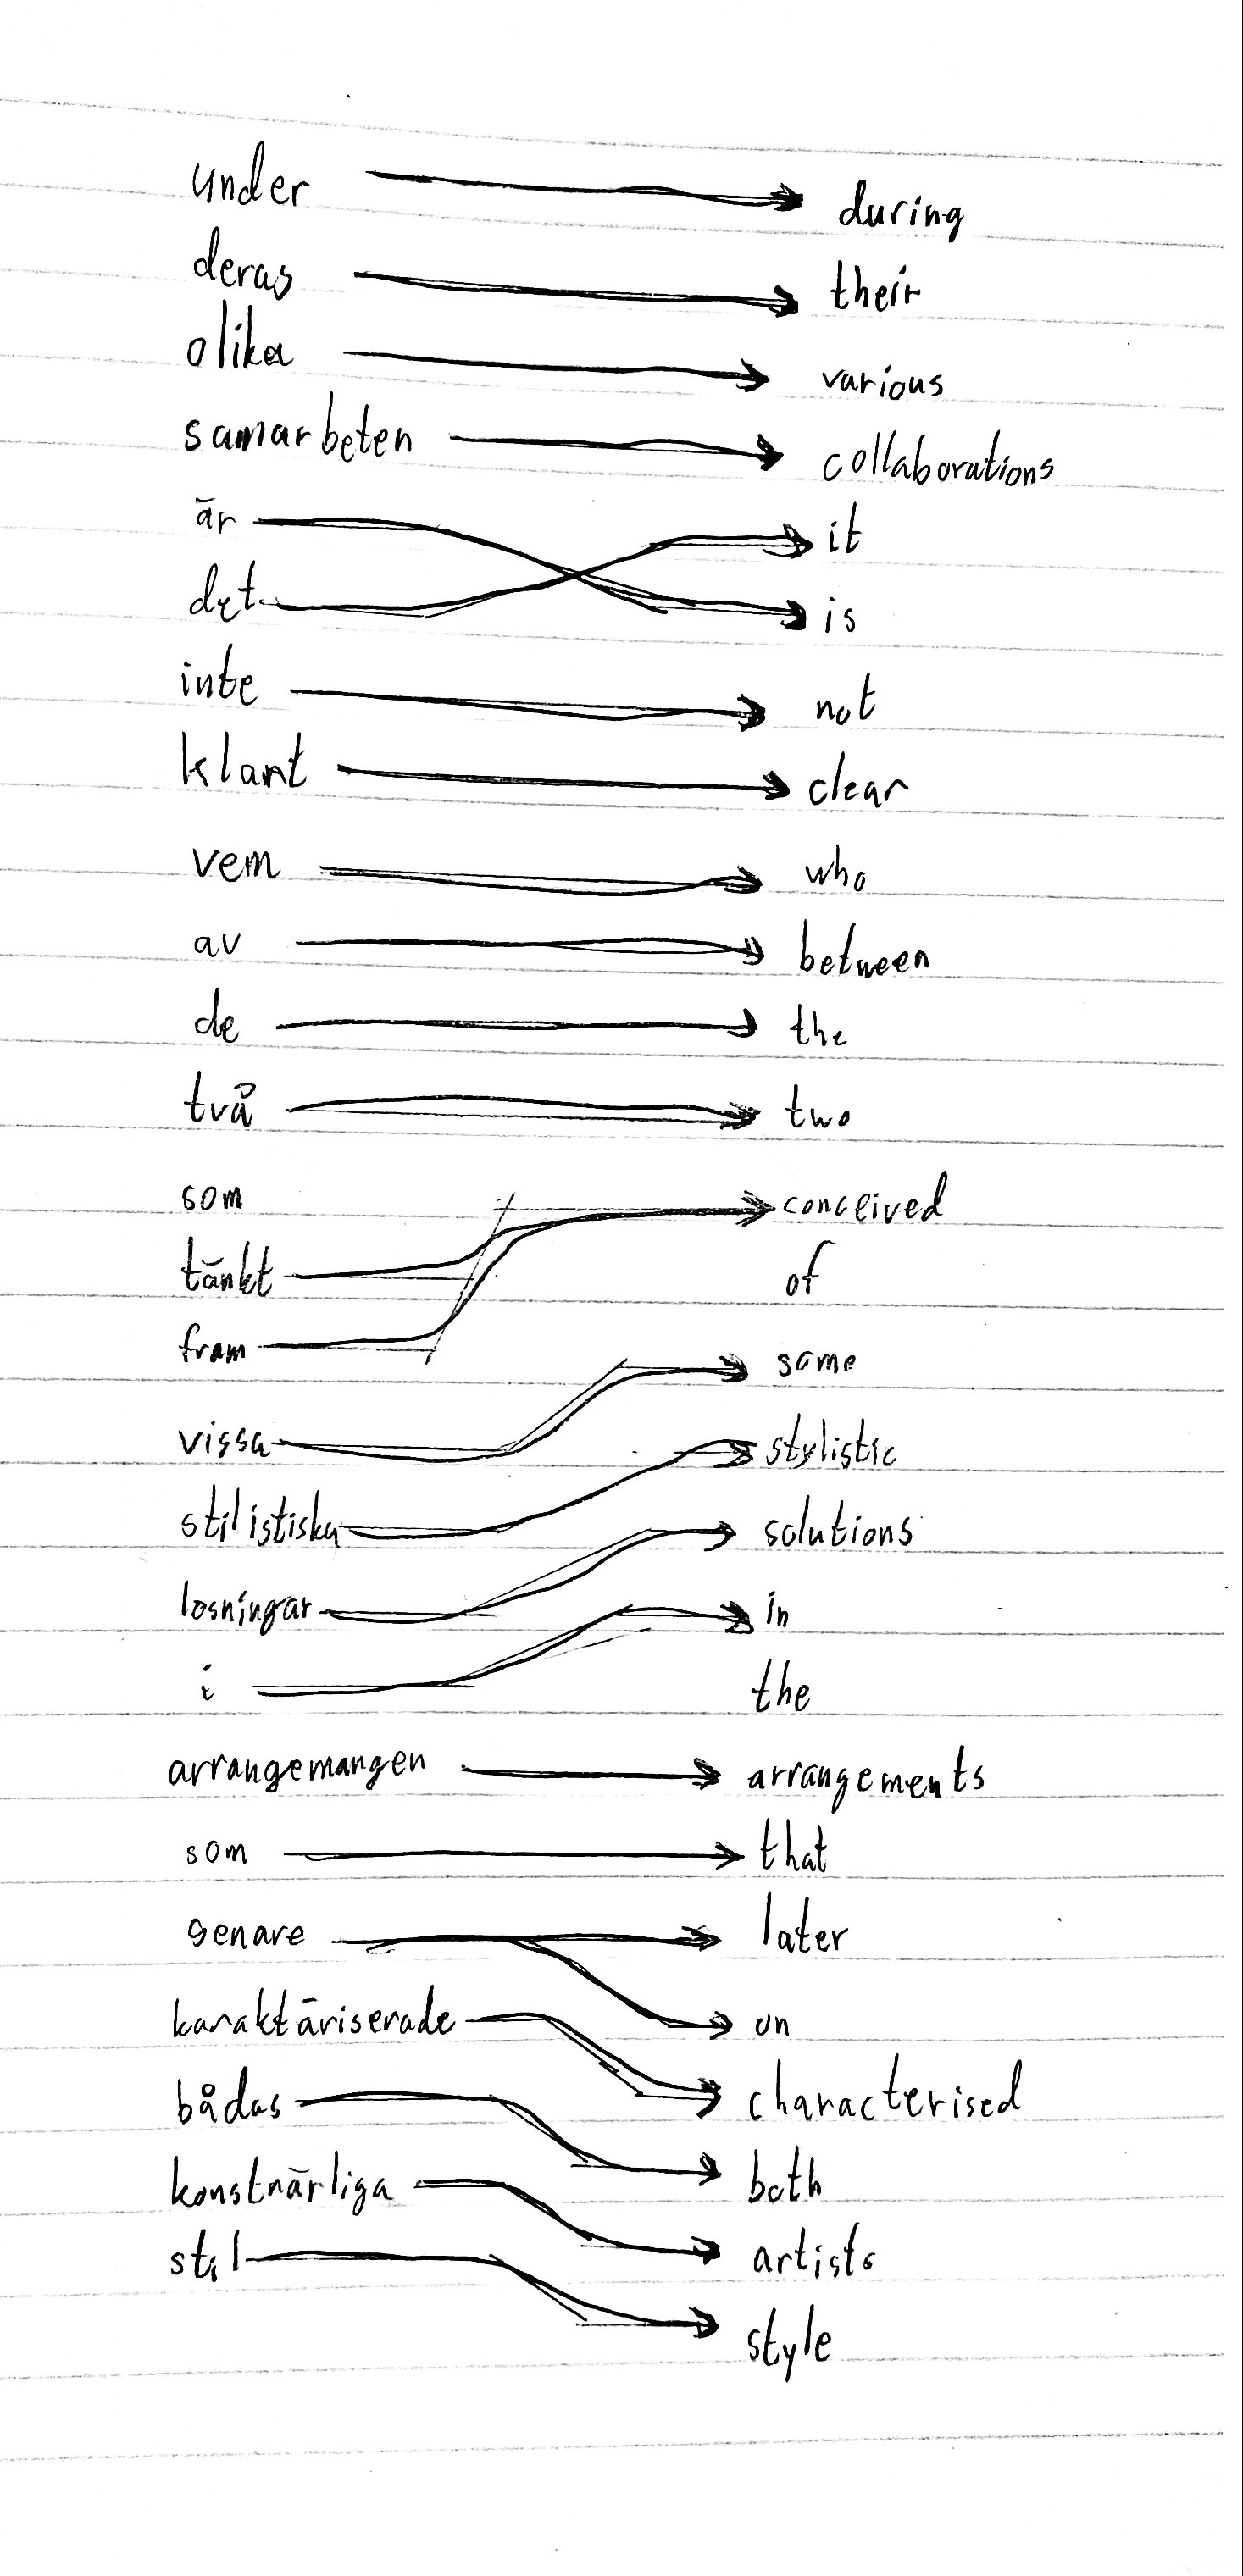 under during
deras their
olika various
samarbeten collaborations
är it
det is
inte not
klart clear
vem who
av between
de the
två two
som conceived
tänkt of
fram some
vissa stylistic
stilistiska solutions
losningar in
i the
arrangemangen arrangements
som that
senare later
karaktäriserade on
bådas characterised
konstnärliga both
stil artists
style